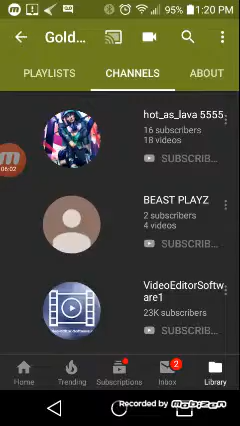 95% 1:20 PM
Gold...
PLAYLISTS CHANNELS ABOUT
hot_as_lava 5555
16 subscribers
18 videos
SUBSCRIB...
06:02
BEAST PLAYZ
2 subscribers
4 videos
SUBSCRIB...
VideoEditorSoftw
are1
23K subscribers
SUBSCRIB...
2
Home Trending Subscriptions Inbox Library
Recorded by Mobizen